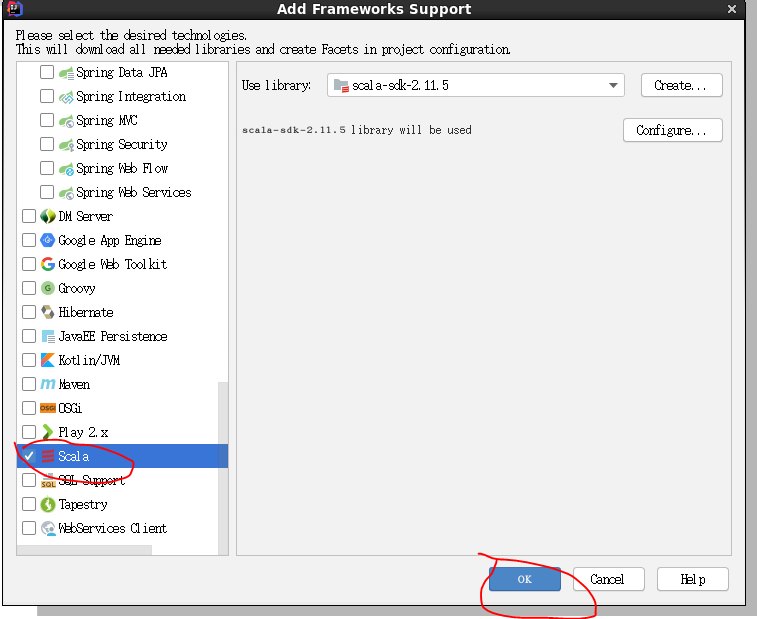 Add Frameworks Support
Please select the desired technologies.
This will download all needed libraries and create Facets in project configuration.
Spring Data JPA
Spring Integration
Spring MVC
Spring Security
Spring Web Flow
Spring Web Services
DM Server
Google App Engine
Google Web Toolkit
G Groovy
Hibernate
JavaEE Persistence
Kotlin/JVM
m Maven
OSGi OSGi
Play 2.x
Scala
SQL SQL Support
Tapestry
WebServices Client
Use library: scala-sdk-2.11.5 Create...
scala-sdk-2.11.5 library will be used Configure...
OK Cancel Help